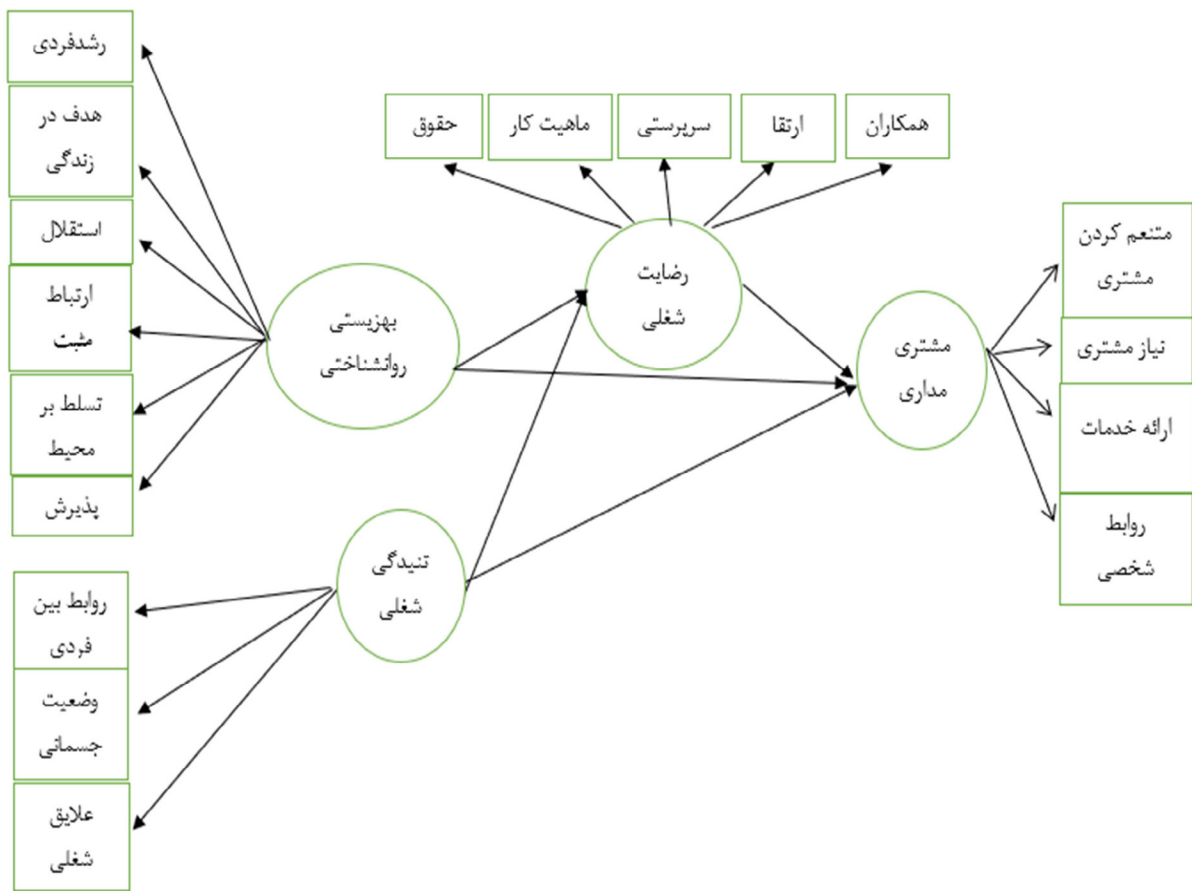 رشدفردی
هدف در
زندگی
استقلال
ارتباط
مثبت
تسلط بر
محیط
پذیرش
روابط بین
فردی
وضعیت
جسمانی
علایق
شغلی
بهزیستی
روانشناختی
تنیدگی
شغلی
حقوق
ماهیت کار
سرپرستی
ارتقا
همکاران
رضایت
شغلی
مشتری
مداری
متنعم کردن
مشتری
نیاز مشتری
ارائه خدمات
روابط
شخصی